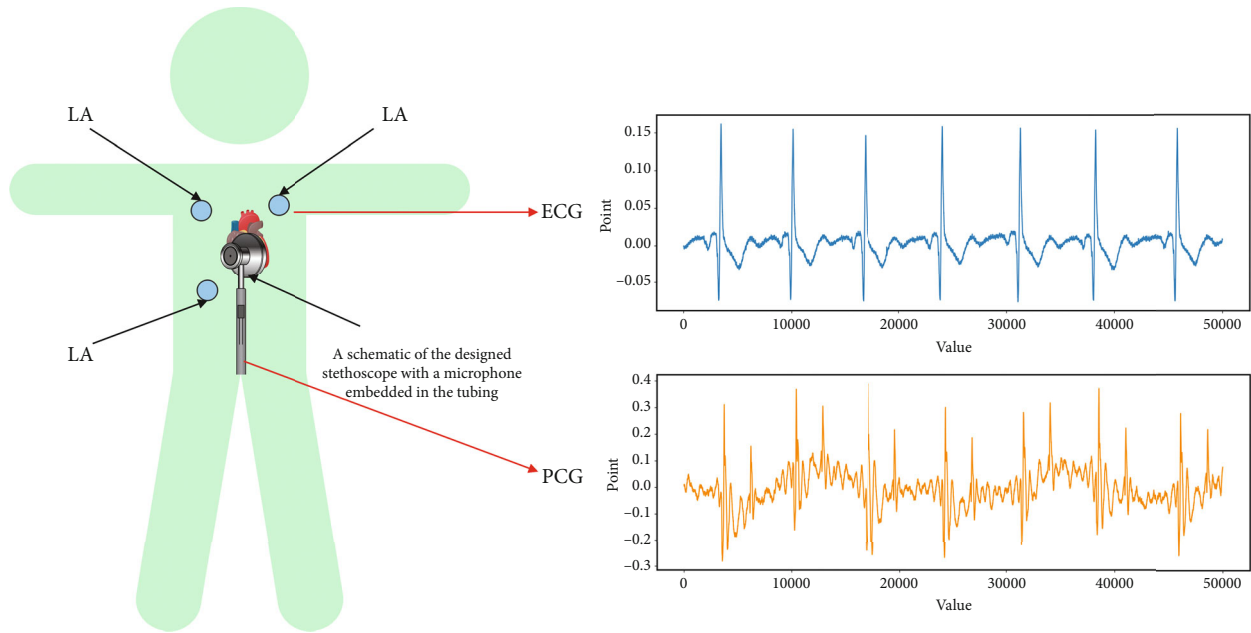 LA
LA
ECG
LA
A schematic of the designed
stethoscope with a microphone
embedded in the tubing
PCG
Point
0.15
0.10
0.05
0.00
−0.05
0 10000 20000 30000 40000 50000
Value
Point
0.4
0.3
0.2
0.1
0.0
−0.1
−0.2
−0.3
0 10000 20000 30000 40000 50000
Value